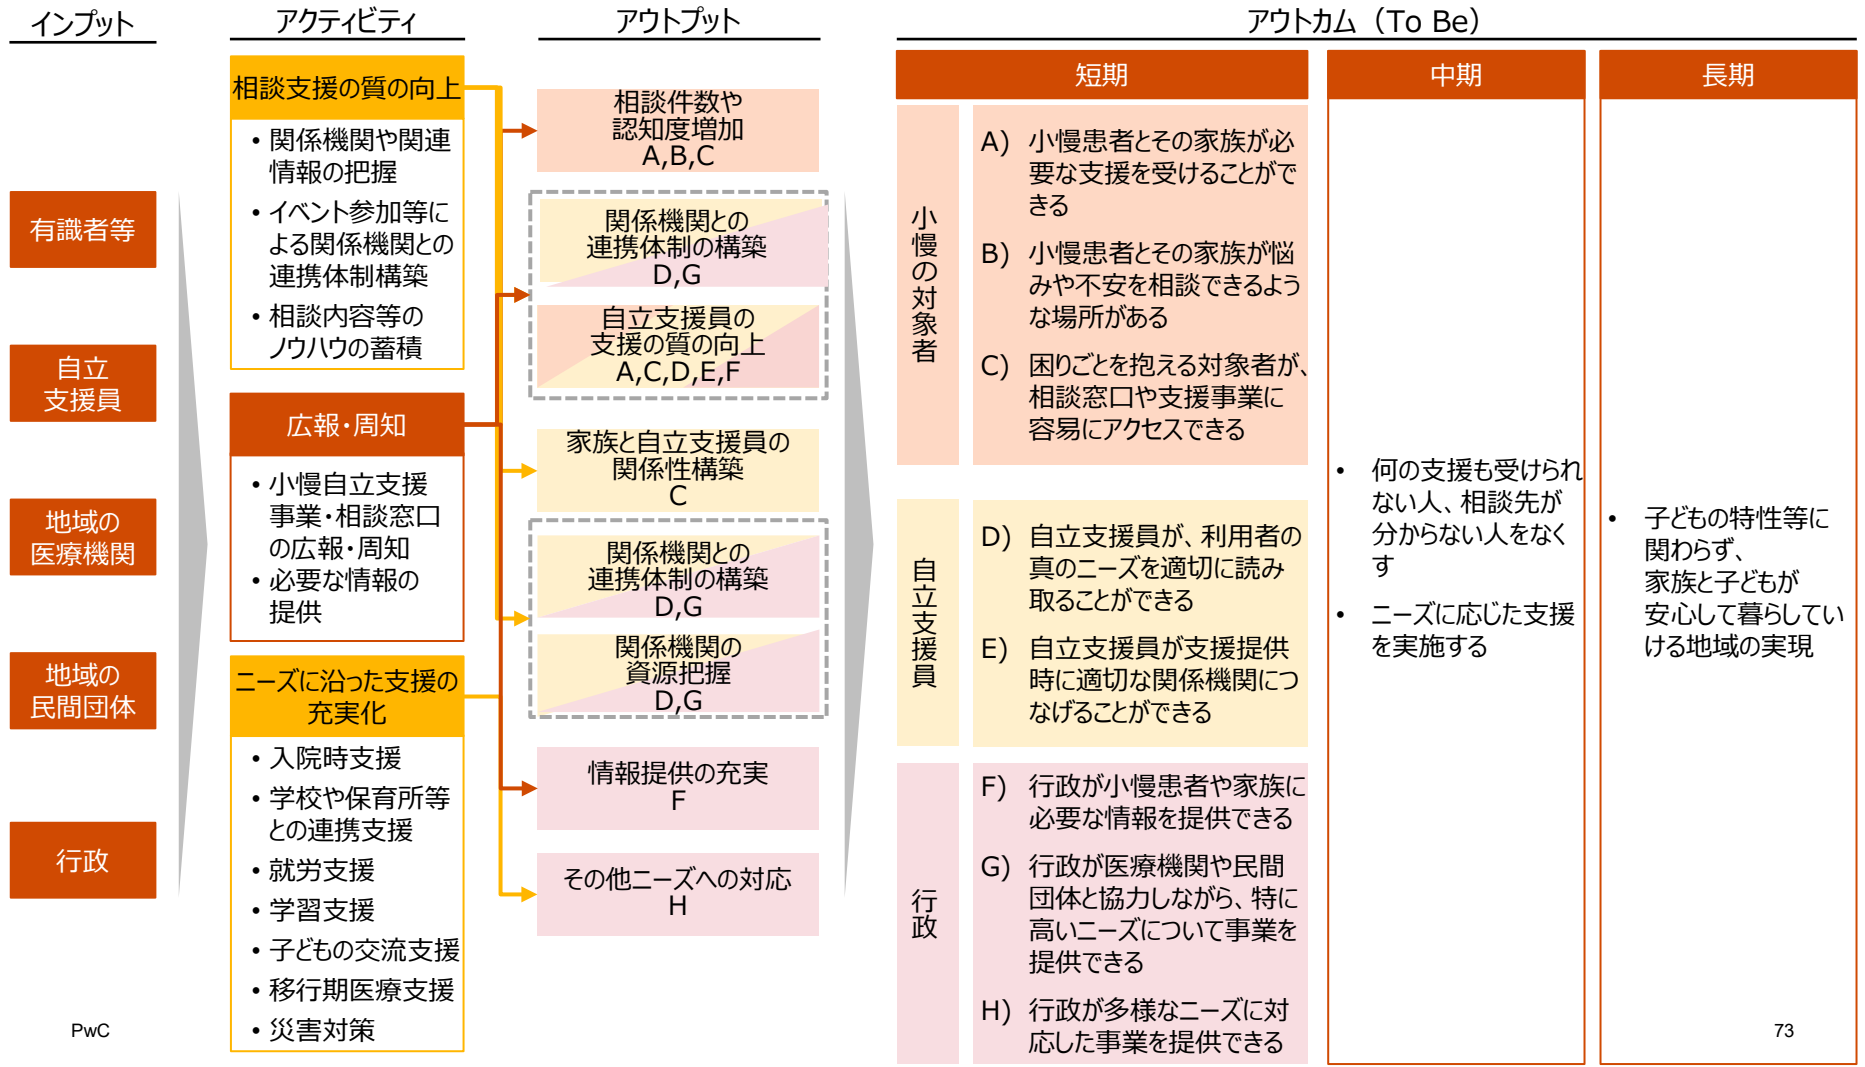 インプット
アクティビティ
アウトプット
アウトカム（To Be）
有識者等
自立
支援員
地域の
医療機関
地域の
民間団体
行政
相談支援の質の向上
• 関係機関や関連
情報の把握
• イベント参加等に
よる関係機関との
連携体制構築
• 相談内容等の
ノウハウの蓄積
広報・周知
• 小慢自立支援
事業・相談窓口
の広報・周知
• 必要な情報の
提供
ニーズに沿った支援の
充実化
• 入院時支援
• 学校や保育所等
との連携支援
• 就労支援
• 学習支援
• 子どもの交流支援
• 移行期医療支援
• 災害対策
相談件数や
認知度増加
A,B,C
関係機関との
連携体制の構築
D,G
自立支援員の
支援の質の向上
A,C,D,E,F
家族と自立支援員の
関係性構築
C
関係機関との
連携体制の構築
D,G
関係機関の
資源把握
D,G
情報提供の充実
F
その他ニーズへの対応
H
短期
小慢の対象者
A) 小慢患者とその家族が必
要な支援を受けることがで
きる
B) 小慢患者とその家族が悩
みや不安を相談できるよう
な場所がある
C) 困りごとを抱える対象者が、
相談窓口や支援事業に
容易にアクセスできる
自立支援員
D) 自立支援員が、利用者の
真のニーズを適切に読み
取ることができる
E) 自立支援員が支援提供
時に適切な関係機関につ
なげることができる
行政
F) 行政が小慢患者や家族に
必要な情報を提供できる
G) 行政が医療機関や民間
団体と協力しながら、特に
高いニーズについて事業を
提供できる
H) 行政が多様なニーズに対
応した事業を提供できる
中期
• 何の支援も受けられ
ない人、相談先が
分からない人をなく
す
• ニーズに応じた支援
を実施する
長期
• 子どもの特性等に
関わらず、
家族と子どもが
安心して暮らしてい
ける地域の実現
PwC
73